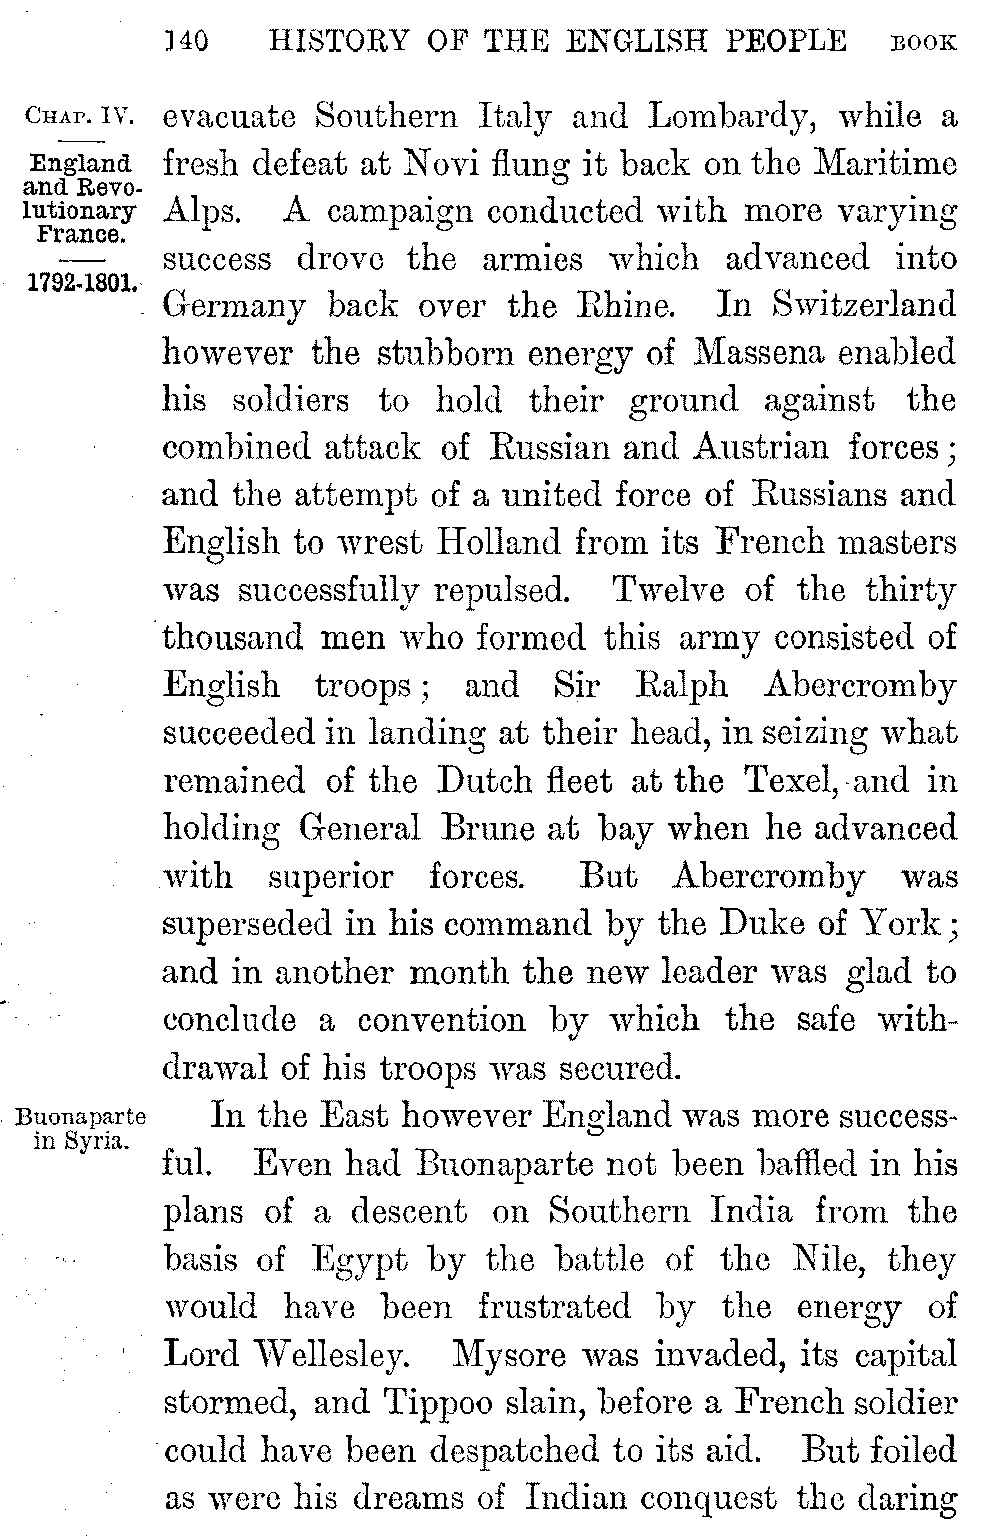 140 HISTORY OF THE ENGLISH PEOPLE BOOK
CHAP. IV.
England
and Revo-
lutionary
France.
1792-1801.
evacuate Southern Italy and Lombardy, while a
fresh defeat at Novi flung it back on the Maritime
Alps. A campaign conducted with more varying
success drove the armies which advanced into
Germany back over the Rhine. In Switzerland
however the stubborn energy of Massena enabled
his soldiers to hold their ground against the
combined attack of Russian and Austrian forces;
and the attempt of a united force of Russians and
English to wrest Holland from its French masters
was successfully repulsed. Twelve of the thirty
thousand men who formed this army consisted of
English troops; and Sir Ralph Abercromby
succeeded in landing at their head, in seizing what
remained of the Dutch fleet at the Texel, and in
holding General Brune at bay when he advanced
with superior forces. But Abercromby was
superseded in his command by the Duke of York;
and in another month the new leader was glad to
conclude a convention by which the safe with-
drawal of his troops was secured.
Buonaparte
in Syria.
In the East however England was more success-
ful. Even had Buonaparte not been baffled in his
plans of a descent on Southern India from the
basis of Egypt by the battle of the Nile, they
would have been frustrated by the energy of
Lord Wellesley. Mysore was invaded, its capital
stormed, and Tippoo slain, before a French soldier
could have been despatched to its aid. But foiled
as were his dreams of Indian conquest the daring